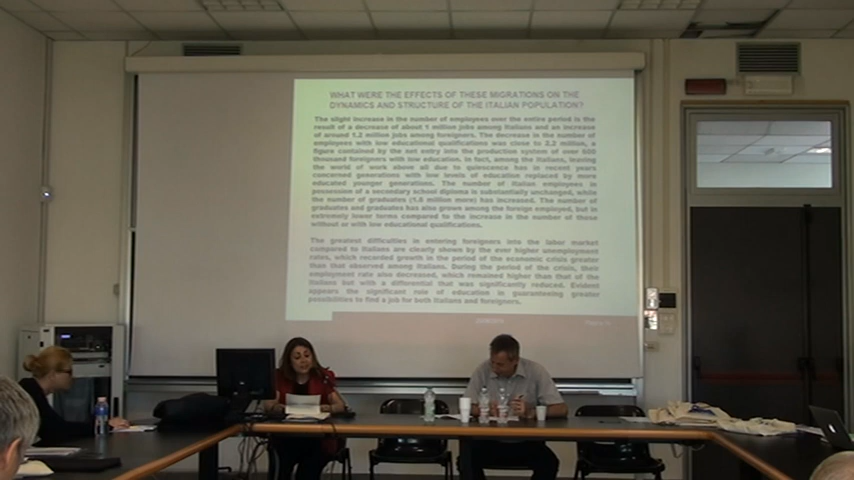 WHAT WERE THE EFFECTS OF THESE MIGRATIONS ON THE
DYNAMICS AND STRUCTURE OF THE ITALIAN POPULATION?
The slight increase in the number of employees over the entire period is the
result of a decrease of about 1 million jobs among Italians and an increase
of around 1.2 million jobs among foreigners. The decrease in the number of
employees with low educational qualifications was close to 2.2 million, a
figure contained by the net entry into the production system of over 600
thousand foreigners with low education. In fact, among the Italians, leaving
the world of work above all due to quiescence has in recent years
concerned generations with low levels of education replaced by more
educated younger generations. The number of Italian employees in
possession of a secondary school diploma is substantially unchanged, while
the number of graduates (1.8 million more) has increased. The number of
graduates and graduates has also grown among the foreign employed, but in
extremely lower terms compared to the increase in the number of those
without or with low educational qualifications.
The greatest difficulties in entering foreigners into the labor market
compared to Italians are clearly shown by the ever higher unemployment
rates, which recorded growth in the period of the economic crisis greater
than that observed among Italians. During the period of the crisis, their
employment rate also decreased, which remained higher than that of the
Italians but with a differential that was significantly reduced. Evident
appears the significant role of education in guaranteeing greater
possibilities to find a job for both Italians and foreigners.